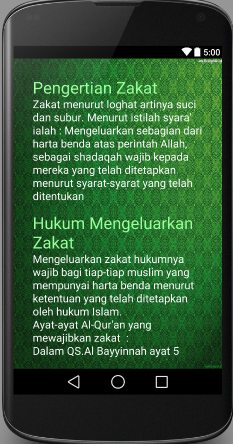 5:00
Pengertian Zakat
Zakat menurut loghat artinya suci
dan subur. Menurut istilah syara'
ialah : Mengeluarkan sebagian dari
harta benda atas perintah Allah,
sebagai shadaqah wajib kepada
mereka yang telah ditetapkan
menurut syarat-syarat yang telah
ditentukan
Hukum Mengeluarkan
Zakat
Mengeluarkan zakat hukumnya
wajib bagi tiap-tiap muslim yang
mempunyai harta benda menurut
ketentuan yang telah ditetapkan
oleh hukum Islam.
Ayat-ayat Al-Qur'an yang
mewajibkan zakat :
Dalam QS.Al Bayyinnah ayat 5